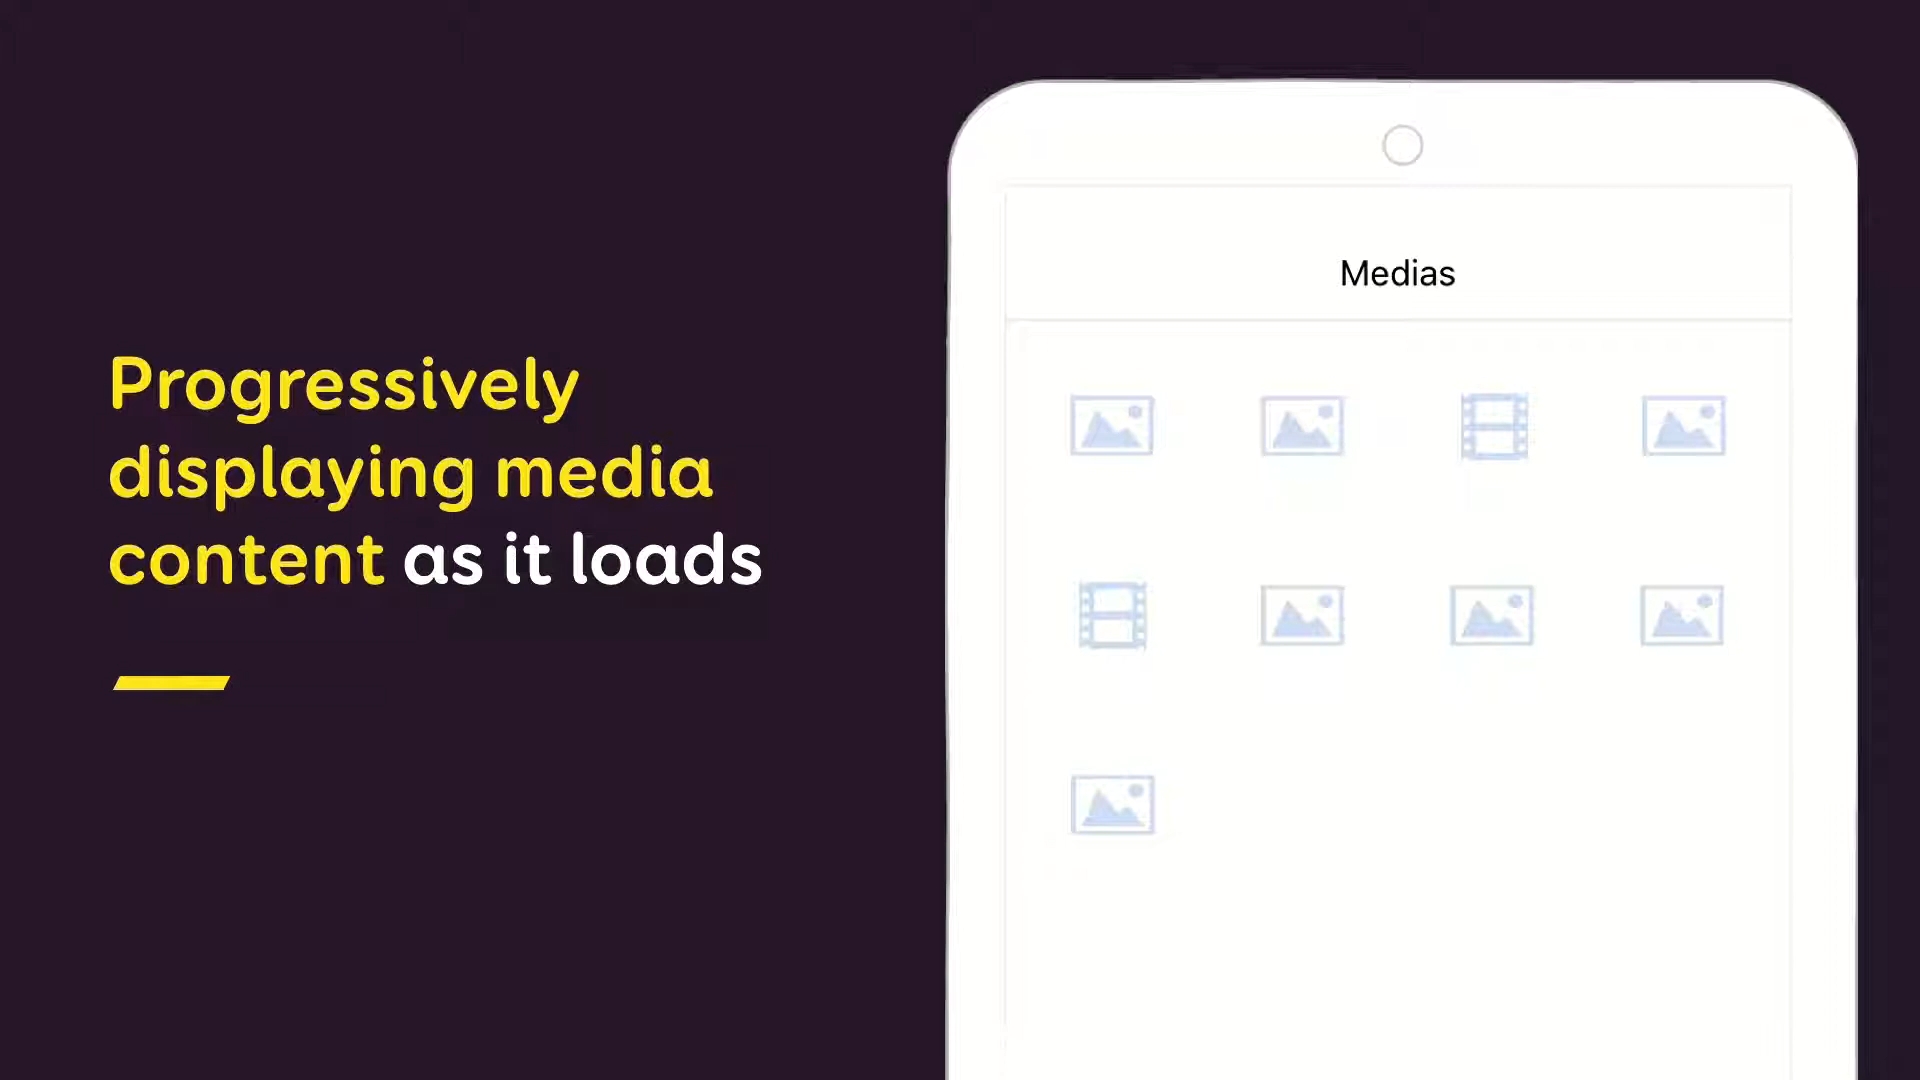 Progressively
displaying media
content as it loads
Medias